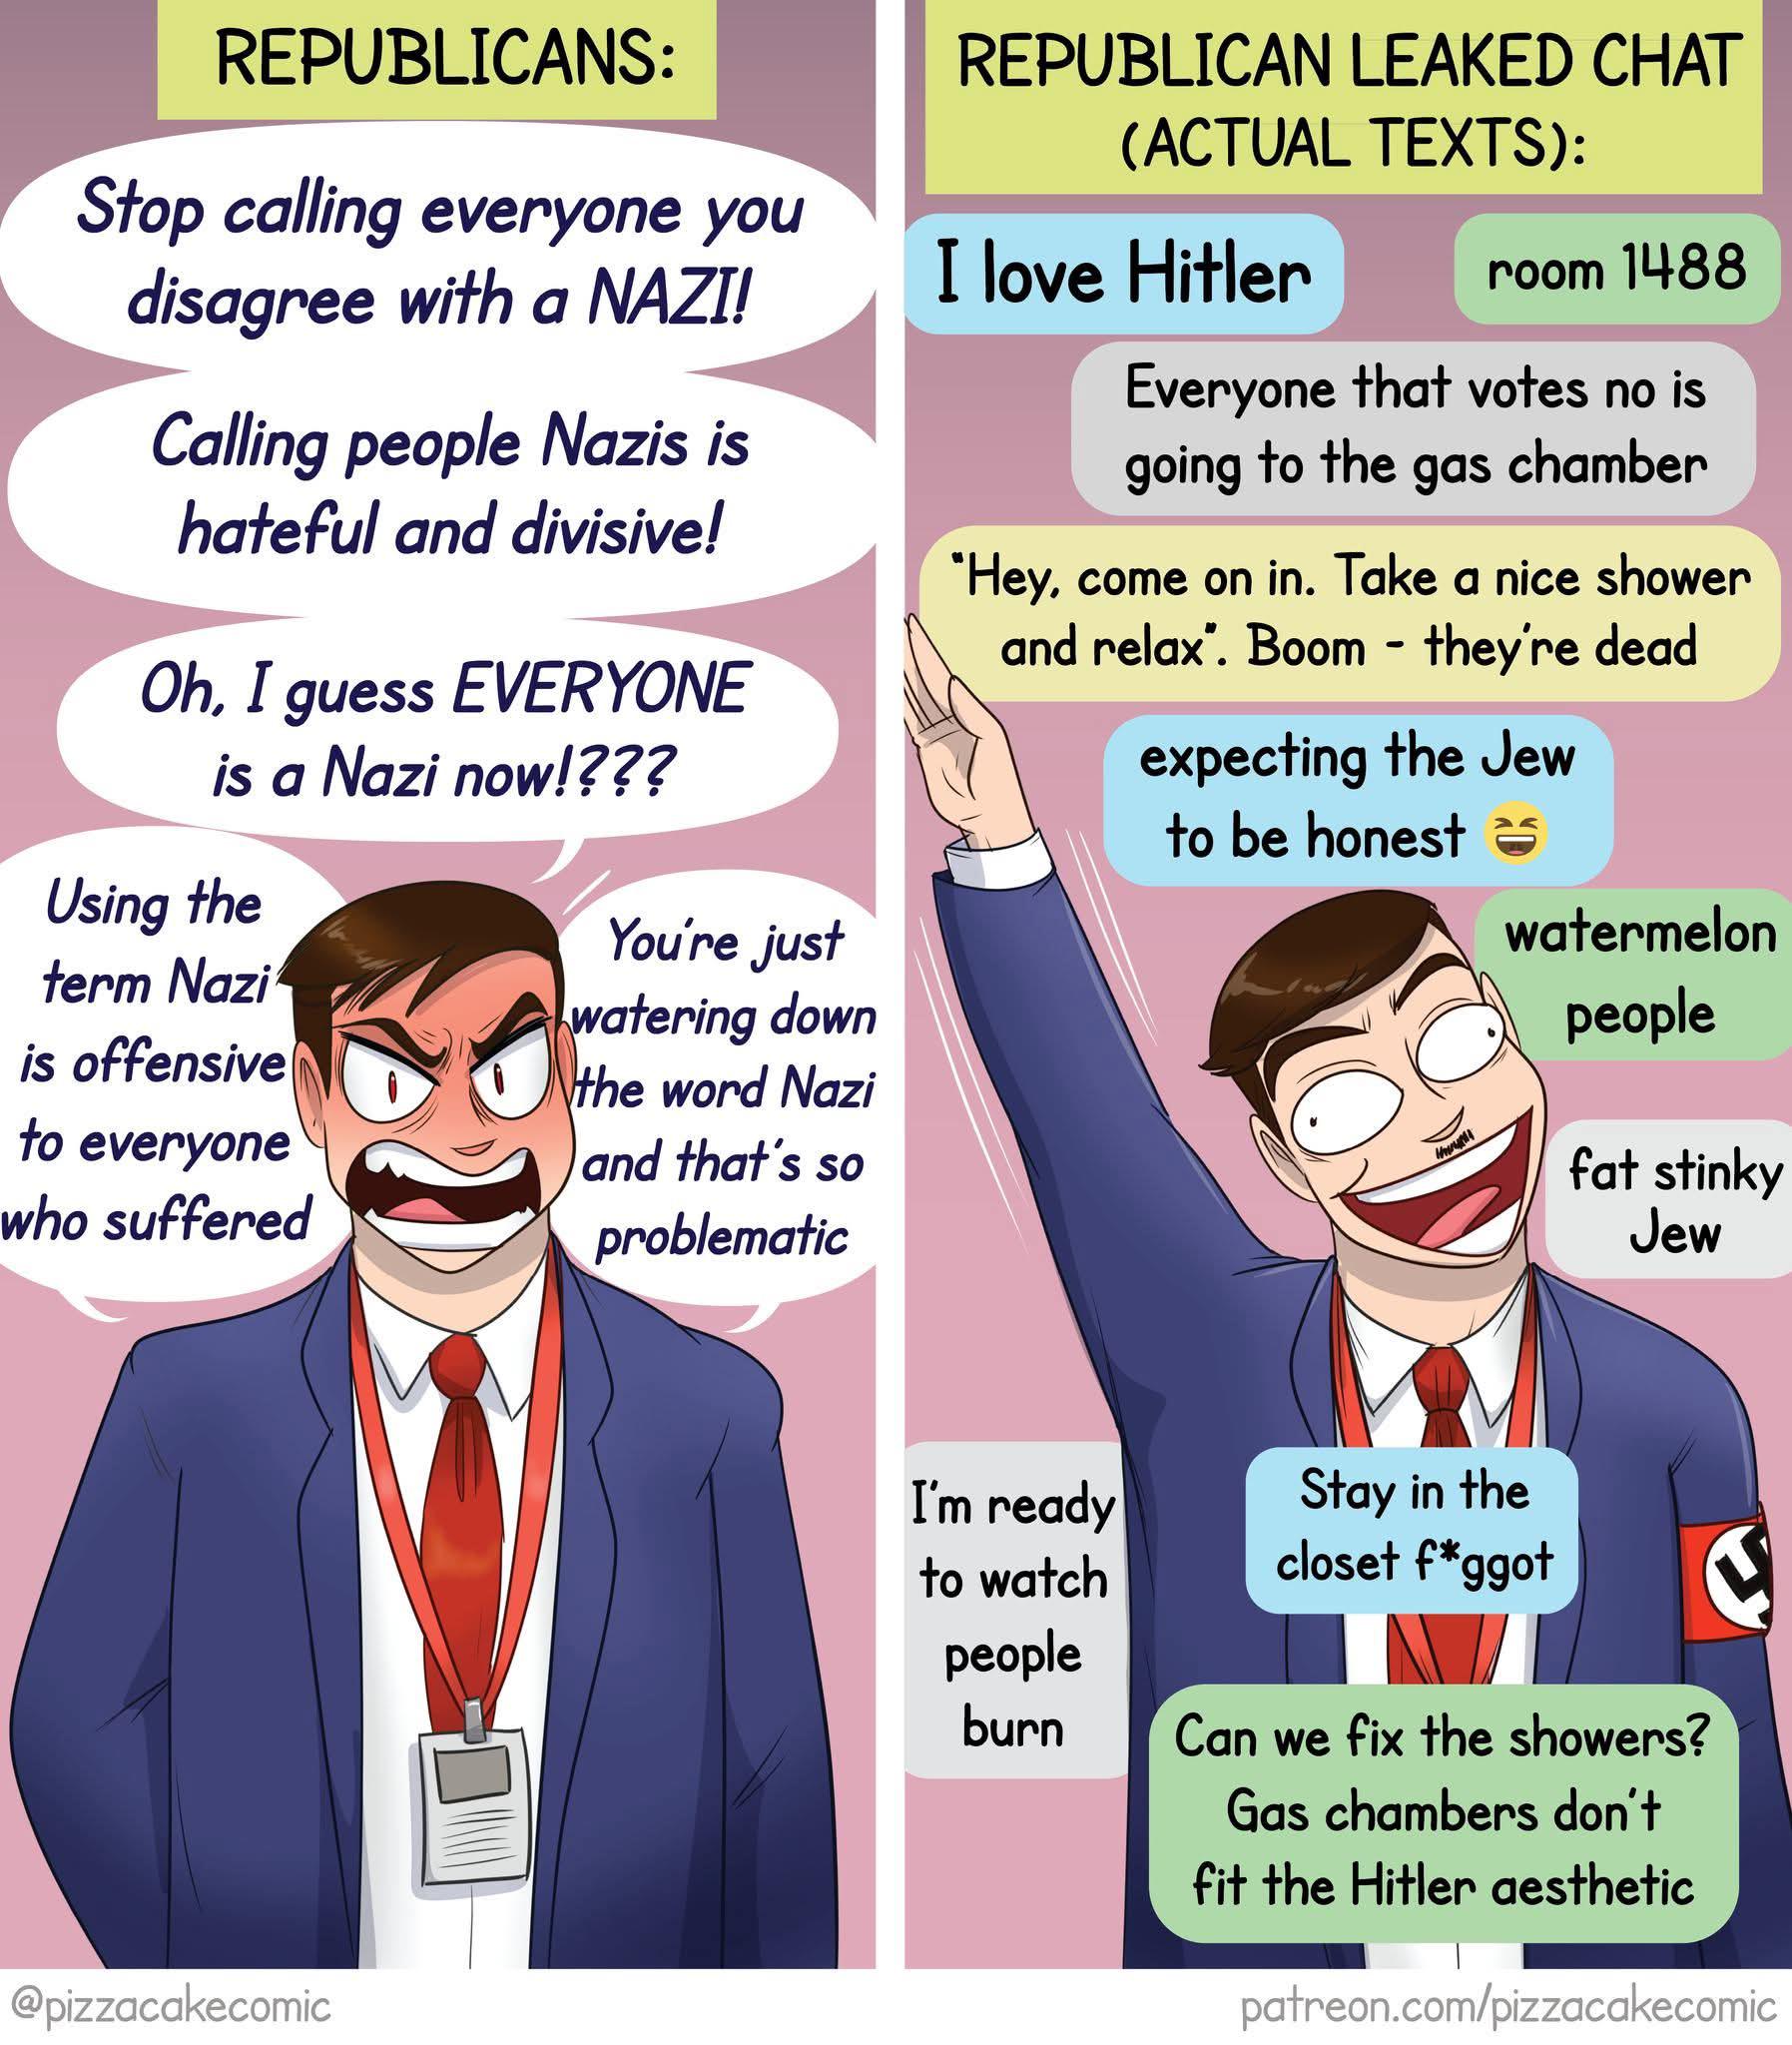 REPUBLICANS:
Stop calling everyone you
disagree with a NAZI!
Calling people Nazis is
hateful and divisive!
Oh, I guess EVERYONE
is a Nazi now!???
Using the
term Nazi
is offensive
to everyone
who suffered
You're just
watering down
the word Nazi
and that's so
problematic
REPUBLICAN LEAKED CHAT
(ACTUAL TEXTS):
I love Hitler
room 1488
Everyone that votes no is
going to the gas chamber
"Hey, come on in. Take a nice shower
and relax". Boom - they're dead
expecting the Jew
to be honest 😆
watermelon
people
fat stinky
Jew
I'm ready
to watch
people
burn
Stay in the
closet f*ggot
Can we fix the showers?
Gas chambers don't
fit the Hitler aesthetic
@pizzacakecomic
patreon.com/pizzacakecomic